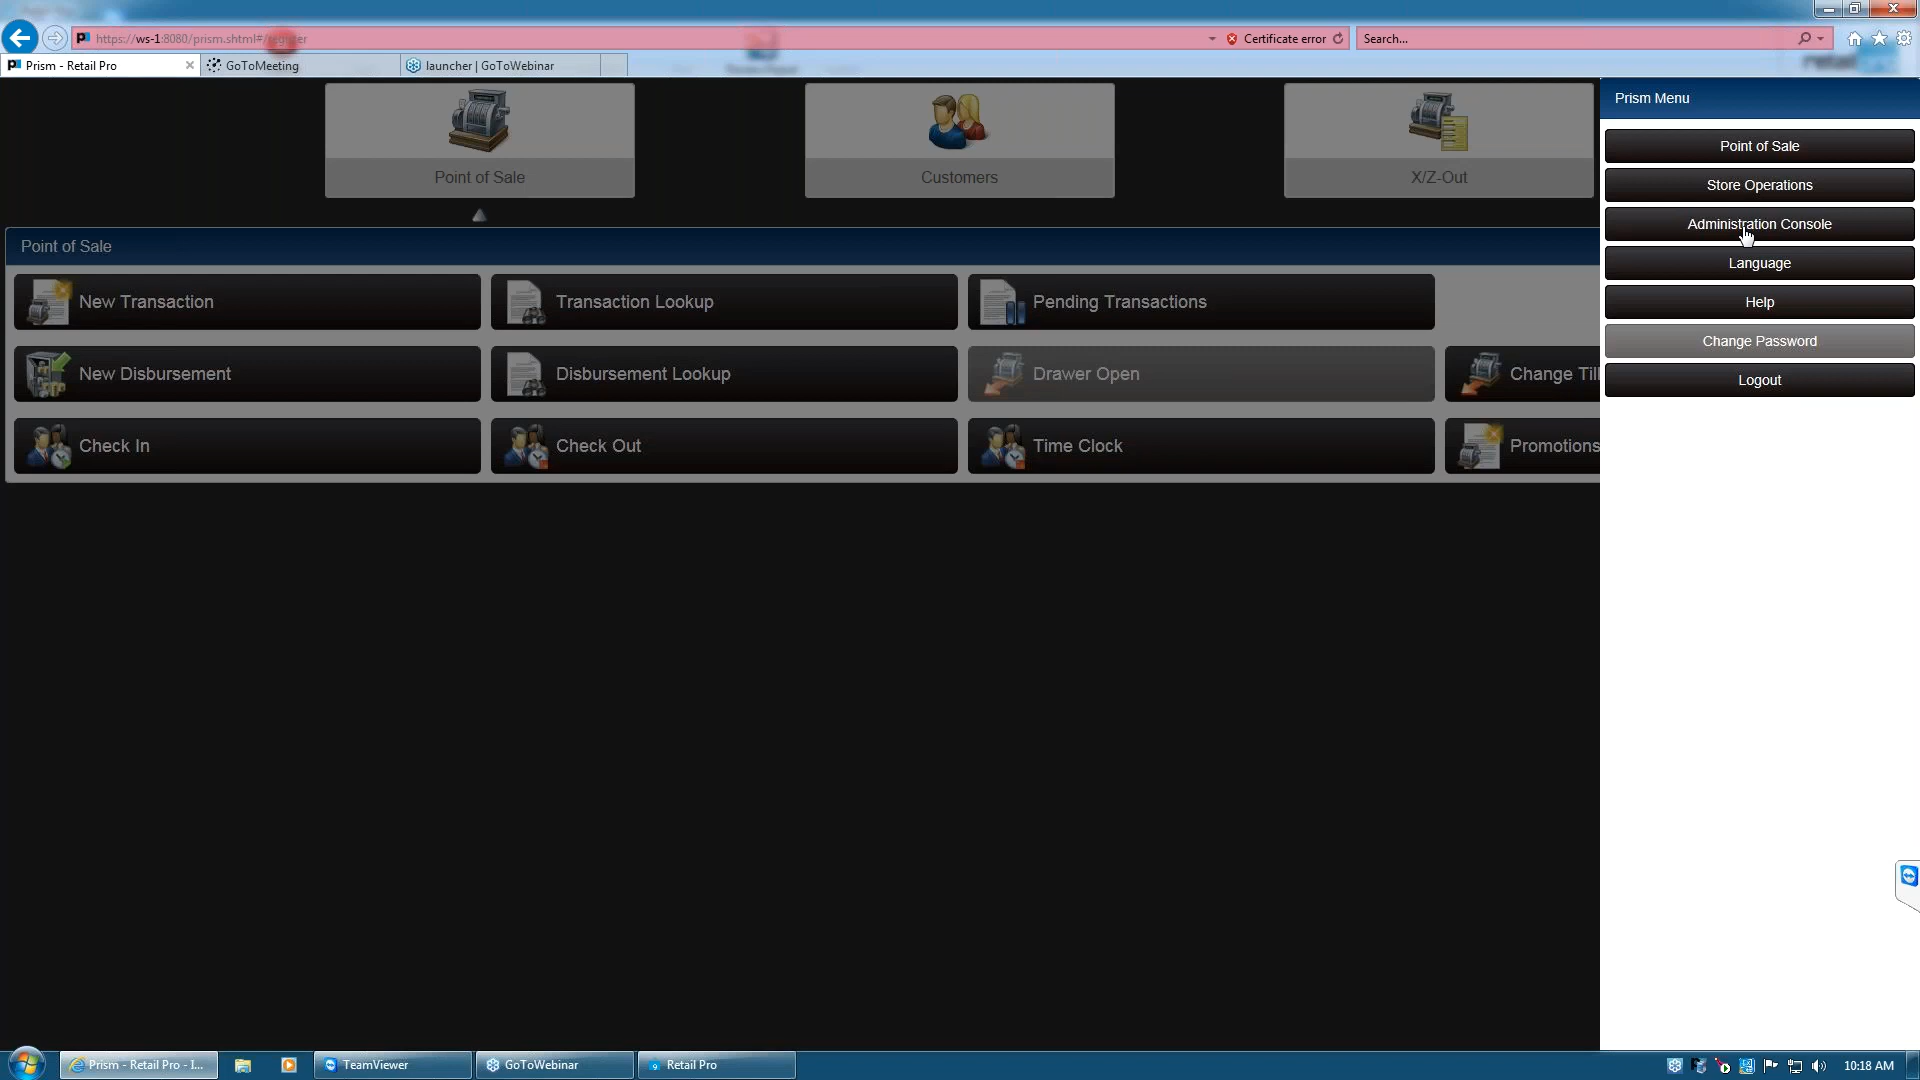 https://ws-1:8080/prism.shtml#/register
Certificate error
Search...
Prism - Retail Pro
GoToMeeting
launcher | GoToWebinar
retail
Prism Menu
Point of Sale
Customers
X/Z-Out
Point of Sale
Store Operations
Administration Console
Language
Help
Change Password
Logout
Point of Sale
New Transaction
Transaction Lookup
Pending Transactions
New Disbursement
Disbursement Lookup
Drawer Open
Change Till
Check In
Check Out
Time Clock
Promotions
Prism - Retail Pro - I...
TeamViewer
GoToWebinar
Retail Pro
10:18 AM